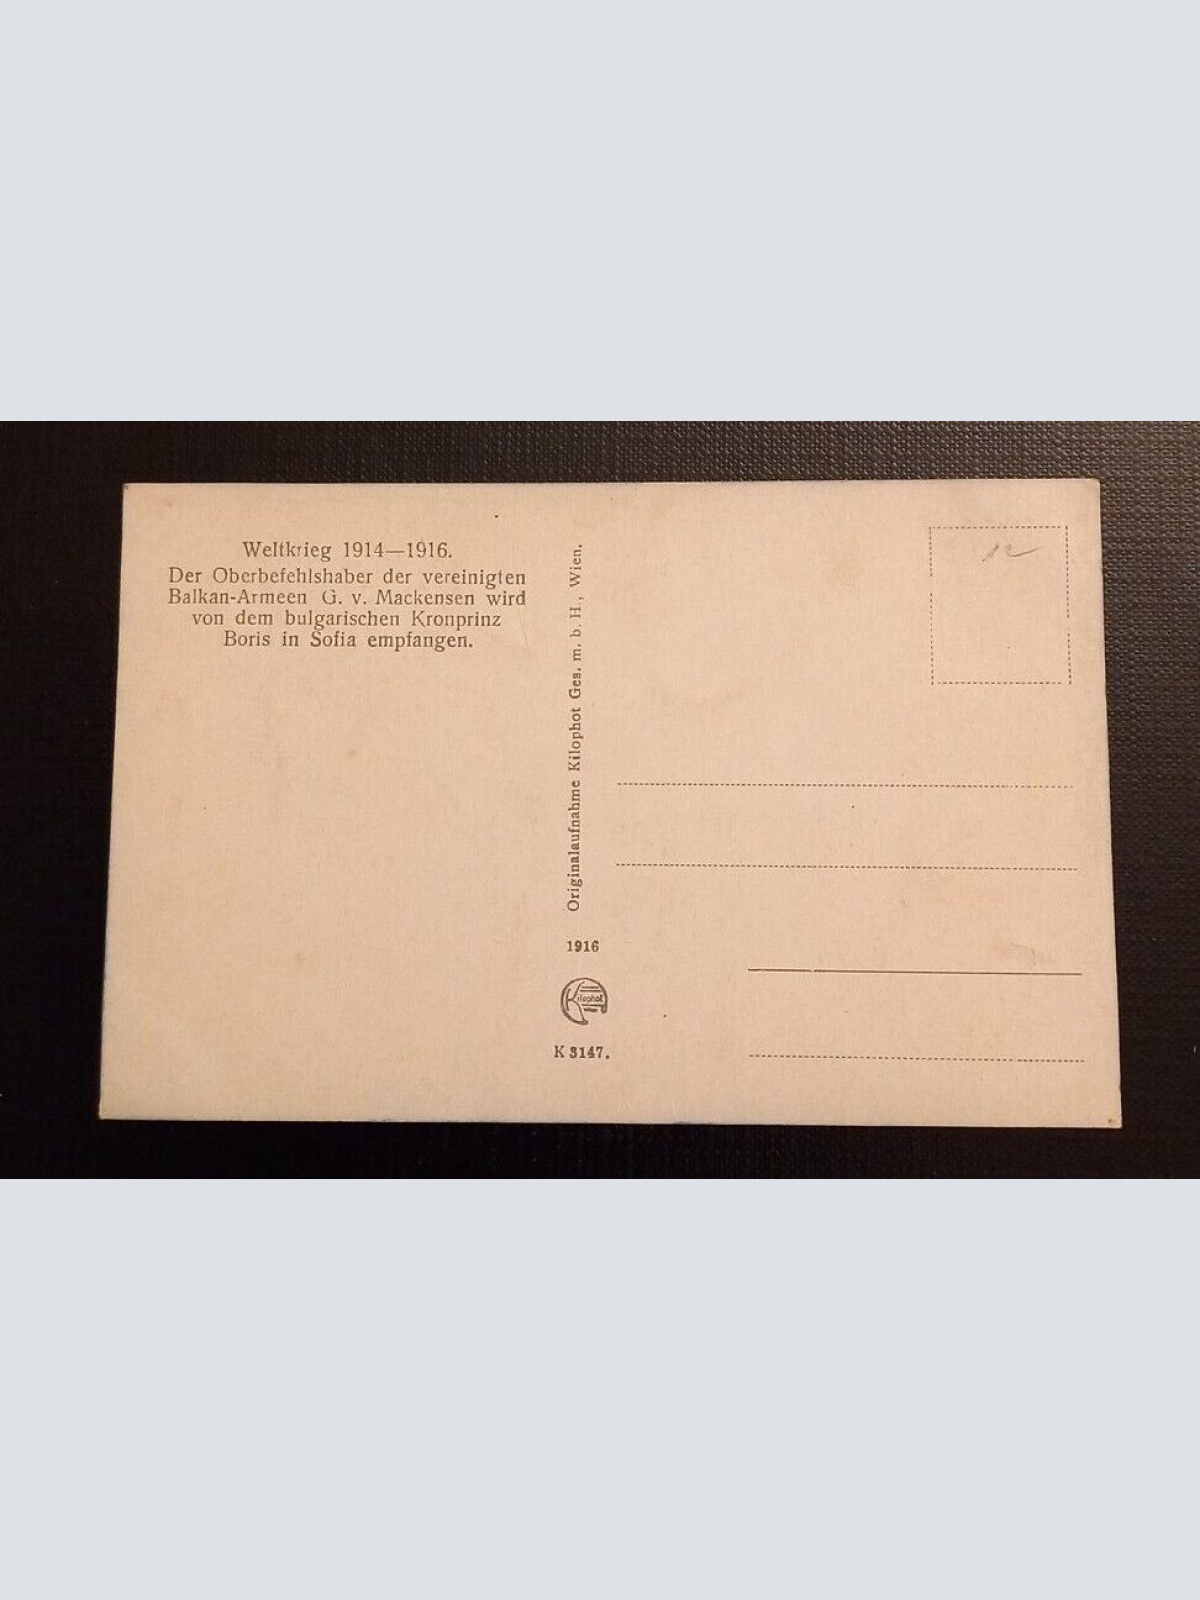 Weltkrieg 1914—1916.
Der Oberbefehlshaber der vereinigten
Balkan-Armeen G. v. Mackensen wird
von dem bulgarischen Kronprinz
Boris in Sofia empfangen.
Originalaufnahme Kilophot Ges. m. b. H., Wien.
1916
Kilophot
K 3147.
12